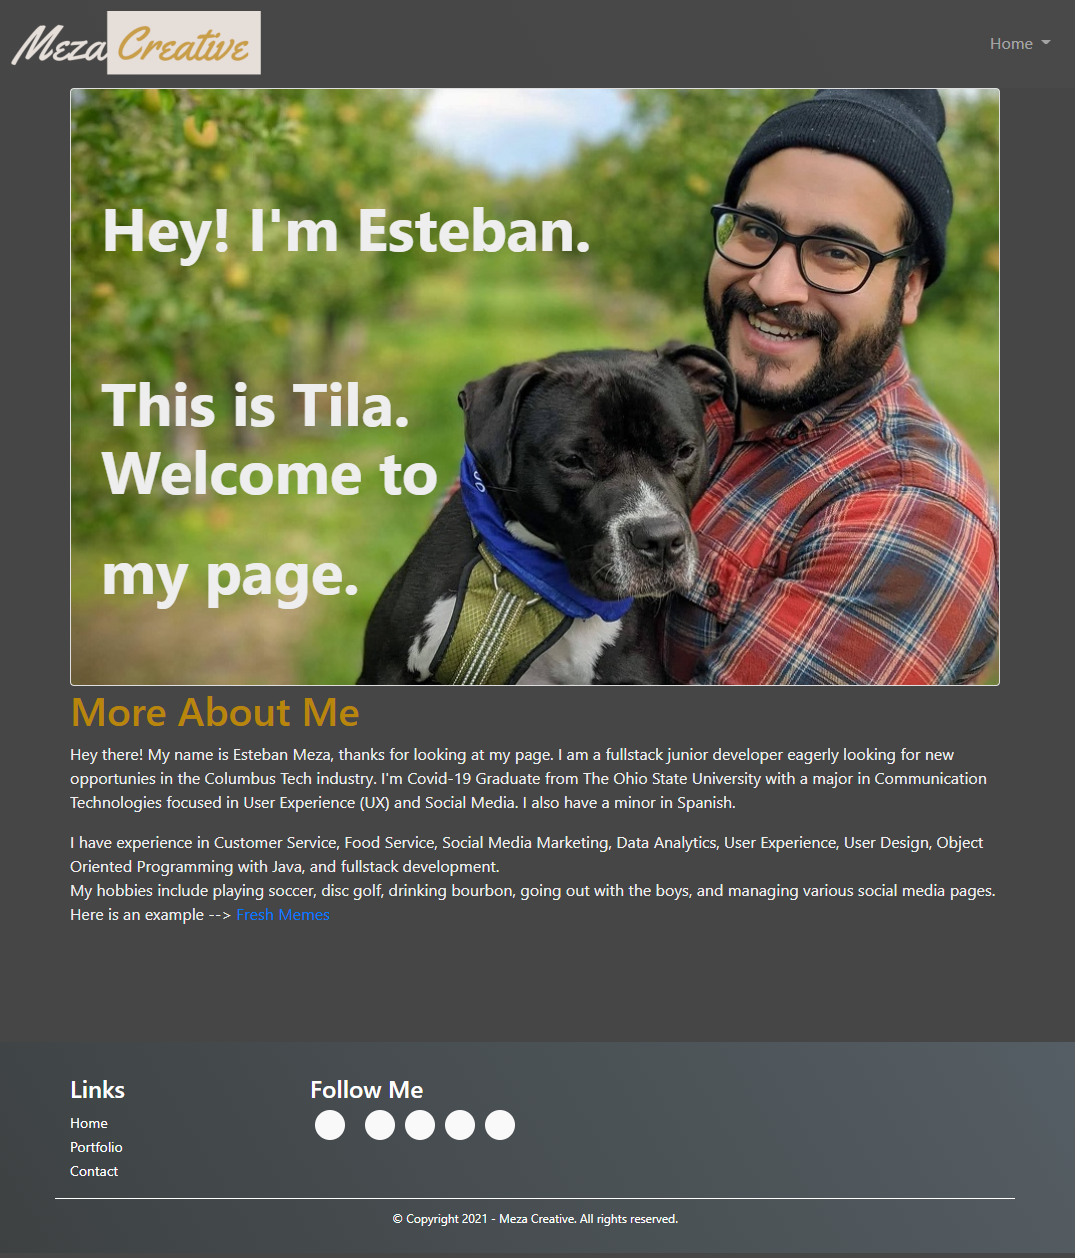 Meza Creative
Home
Hey! I'm Esteban.
This is Tila.
Welcome to
my page.
More About Me
Hey there! My name is Esteban Meza, thanks for looking at my page. I am a fullstack junior developer eagerly looking for new
opportunies in the Columbus Tech industry. I'm Covid-19 Graduate from The Ohio State University with a major in Communication
Technologies focused in User Experience (UX) and Social Media. I also have a minor in Spanish.
I have experience in Customer Service, Food Service, Social Media Marketing, Data Analytics, User Experience, User Design, Object
Oriented Programming with Java, and fullstack development.
My hobbies include playing soccer, disc golf, drinking bourbon, going out with the boys, and managing various social media pages.
Here is an example --> Fresh Memes
Links
Follow Me
Home
Portfolio
Contact
© Copyright 2021 - Meza Creative. All rights reserved.